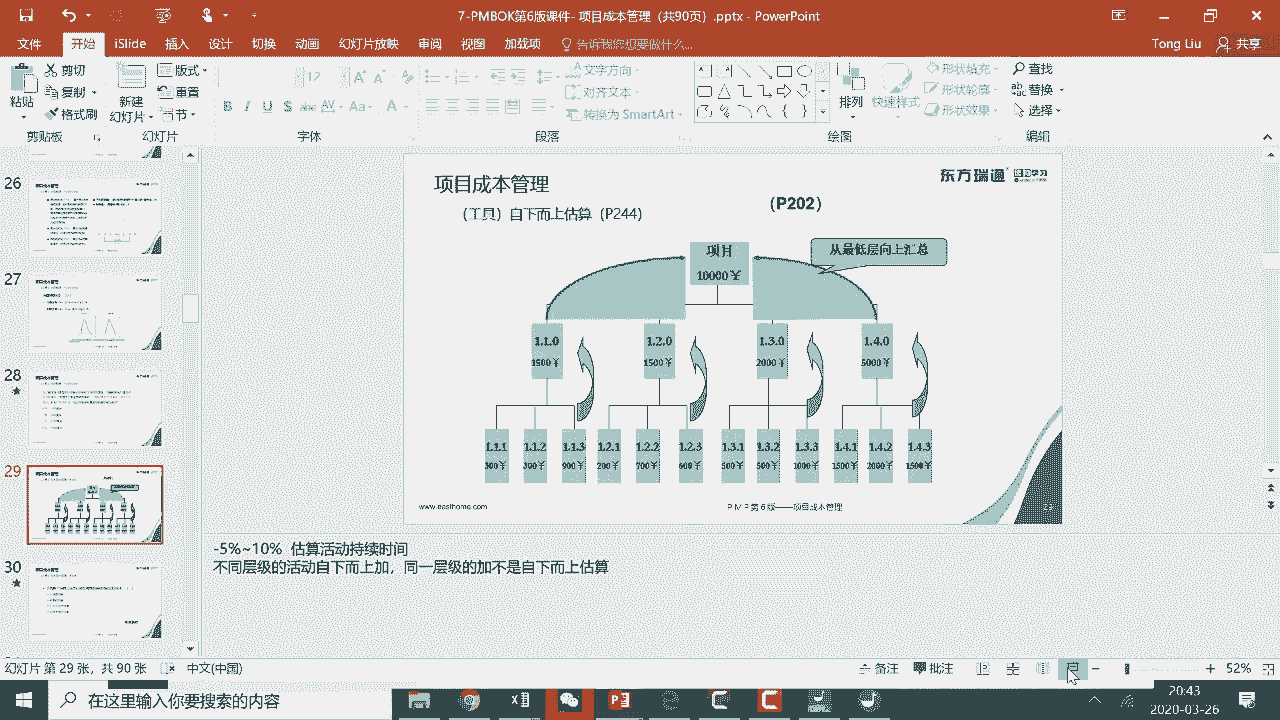 7-PMBOK第6版课件- 项目成本管理（共90页）.pptx - PowerPoint
文件 开始 iSlide 插入 设计 切换 动画 幻灯片放映 审阅 视图 加载项 告诉我您想要做什么... Tong Liu 共享
剪切 复制 格式刷 粘贴 剪贴板
新建 幻灯片 版式 重置 节 幻灯片
12 B I U S abc AV Aa A 字体
文字方向 对齐文本 转换为 SmartArt 段落
排列 形状填充 形状轮廓 形状效果 绘图
查找 替换 选择 编辑
26
27
28
29
30
项目成本管理
东方瑞通
（工具）自下而上估算（P244）
（P202）
项目
10000￥
从最低层向上汇总
1.1.0 1.2.0 1.3.0 1.4.0
1500￥ 1500￥ 2000￥ 5000￥
1.1.1 1.1.2 1.1.3 1.2.1 1.2.2 1.2.3 1.3.1 1.3.2 1.3.3 1.4.1 1.4.2 1.4.3
300￥ 300￥ 900￥ 200￥ 700￥ 600￥ 500￥ 500￥ 1000￥ 1500￥ 2000￥ 1500￥
www.easthome.com
PMP第6版——项目成本管理
29
-5%~10% 估算活动持续时间
不同层级的活动自下而上加，同一层级的加不是自下而上估算
幻灯片 第 29 张，共 90 张 中文(中国) 备注 批注 52%
在这里输入你要搜索的内容
20:43
2020-03-26